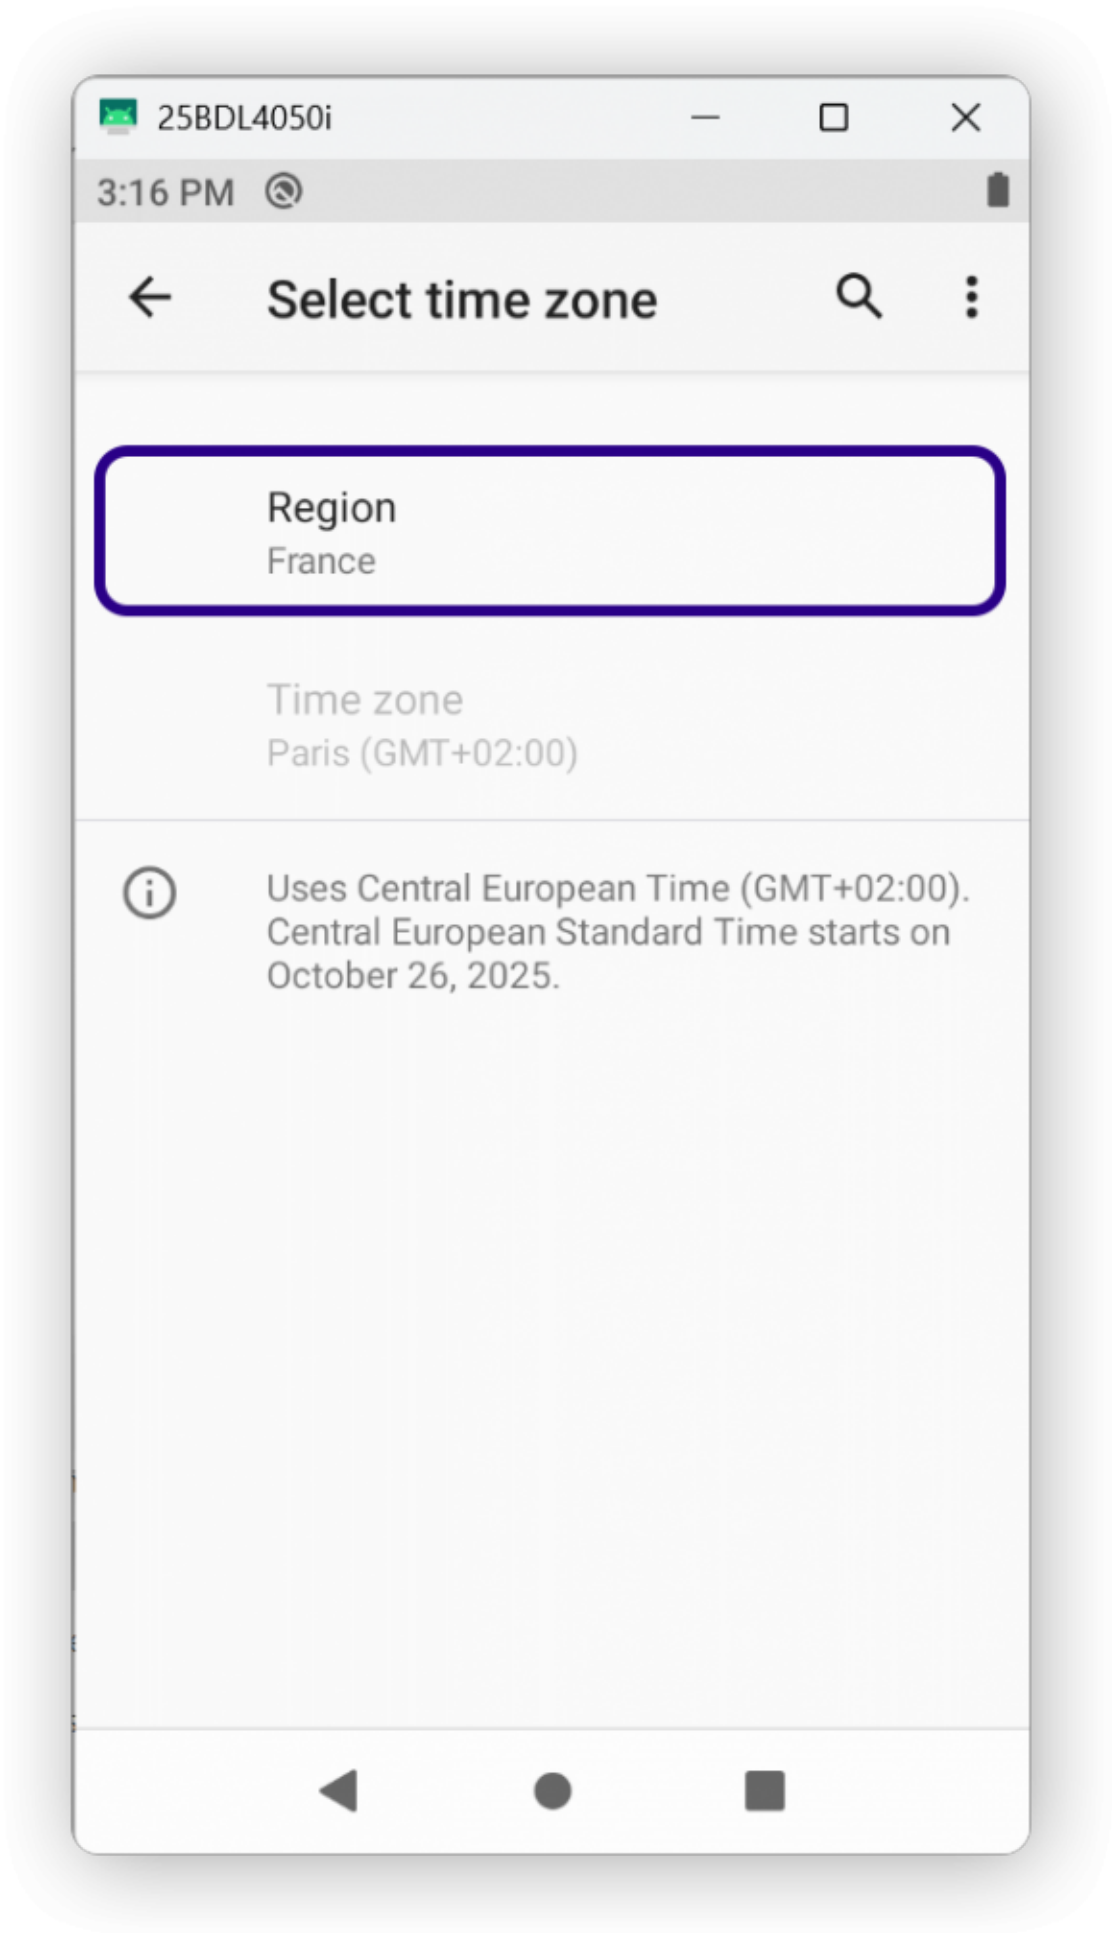 25BDL4050i
3:16 PM
Select time zone
Region
France
Time zone
Paris (GMT+02:00)
Uses Central European Time (GMT+02:00).
Central European Standard Time starts on
October 26, 2025.